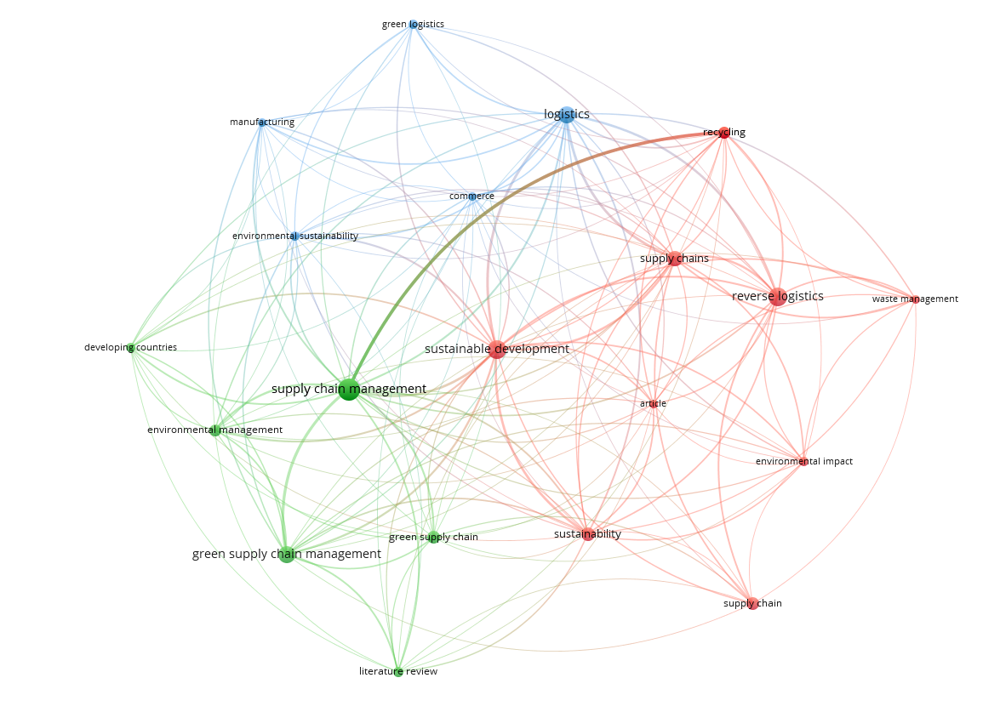 green logistics
logistics
manufacturing
recycling
commerce
environmental sustainability
supply chains
reverse logistics
waste management
developing countries
sustainable development
supply chain management
article
environmental management
environmental impact
green supply chain
sustainability
green supply chain management
supply chain
literature review